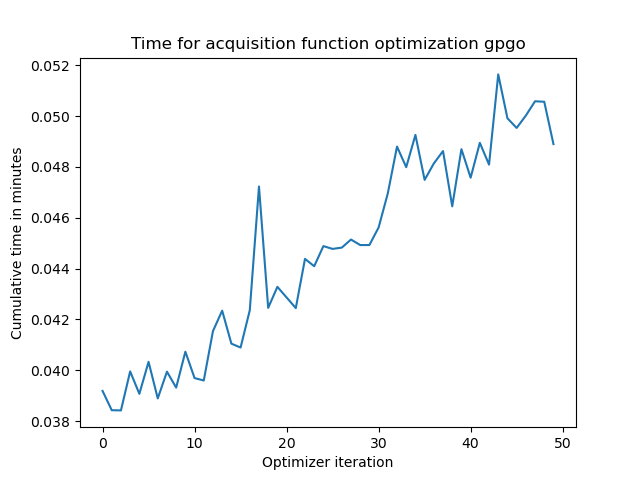 Time for acquisition function optimization gpgo
0.052
0.050
0.048
0.046
0.044
0.042
0.040
0.038
Cumulative time in minutes
0 10 20 30 40 50
Optimizer iteration